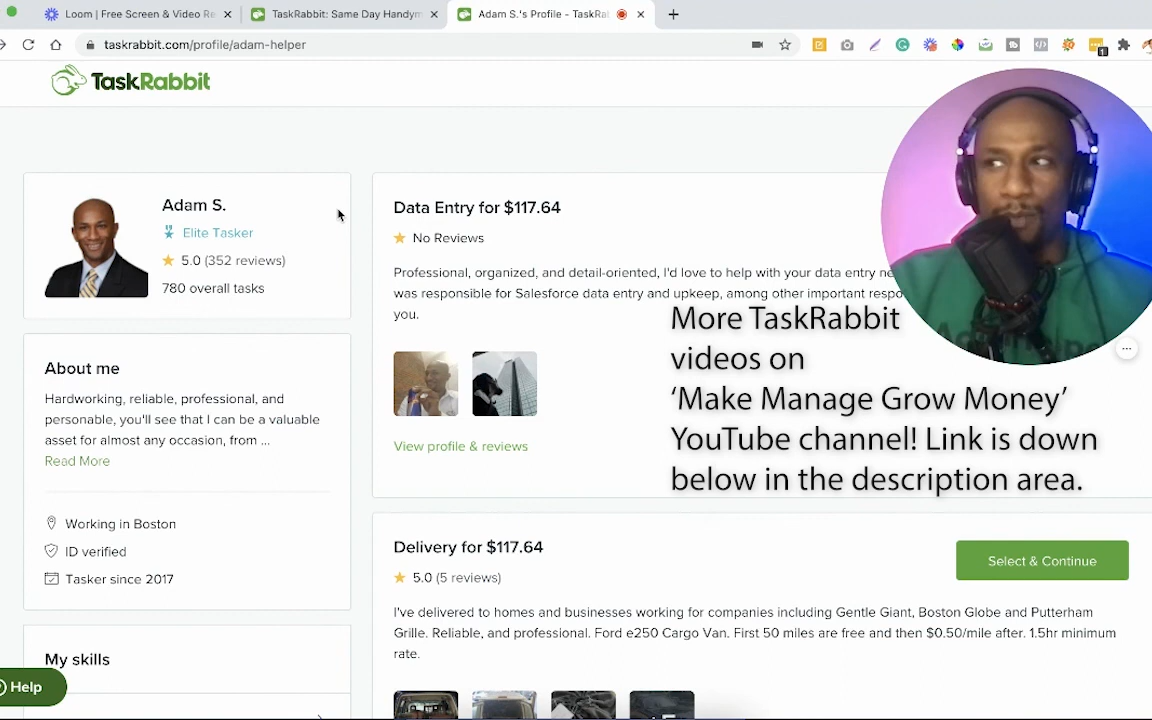 Loom | Free Screen & Video Re
TaskRabbit: Same Day Handym
Adam S.'s Profile - TaskRab
taskrabbit.com/profile/adam-helper
1
TaskRabbit
Adam S.
Elite Tasker
5.0 (352 reviews)
780 overall tasks
About me
Hardworking, reliable, professional, and
personable, you'll see that I can be a valuable
asset for almost any occasion, from ...
Read More
Working in Boston
ID verified
Tasker since 2017
My skills
Help
Data Entry for $117.64
No Reviews
Professional, organized, and detail-oriented, I'd love to help with your data entry
was responsible for Salesforce data entry and upkeep, among other important
you.
View profile & reviews
More TaskRabbit
videos on
‘Make Manage Grow Money’
YouTube channel! Link is down
below in the description area.
Delivery for $117.64
Select & Continue
5.0 (5 reviews)
I've delivered to homes and businesses working for companies including Gentle Giant, Boston Globe and Putterham
Grille. Reliable, and professional. Ford e250 Cargo Van. First 50 miles are free and then $0.50/mile after. 1.5hr minimum
rate.